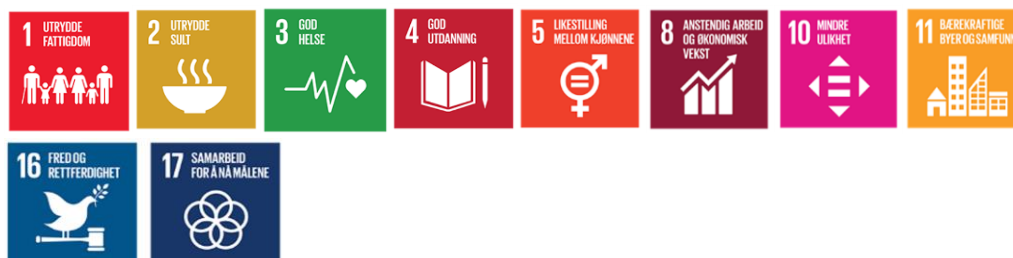 1 UTRYDDE
FATTIGDOM
2 UTRYDDE
SULT
3 GOD
HELSE
4 GOD
UTDANNING
5 LIKESTILLING
MELLOM KJØNNENE
8 ANSTENDIG ARBEID
OG ØKONOMISK
VEKST
10 MINDRE
ULIKHET
11 BÆREKRAFTIGE
BYER OG SAMFUNN
16 FRED OG
RETTFERDIGHET
17 SAMARBEID
FOR Å NÅ MÅLENE